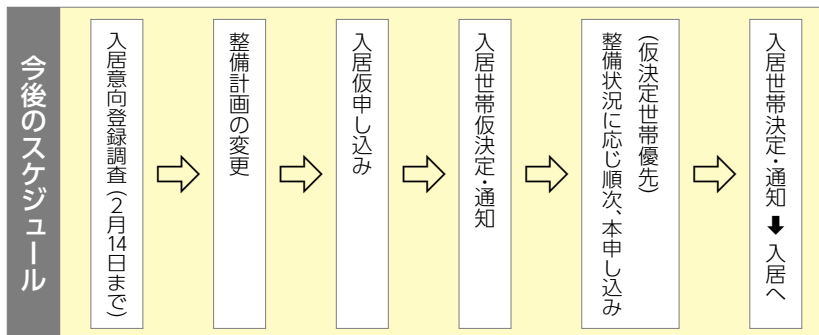 今後のスケジュール
入居意向登録調査(2月14日まで)
整備計画の変更
入居仮申し込み
入居世帯仮決定・通知
整備状況に応じ順次、本申し込み
(仮決定世帯優先)
入居世帯決定・通知➡入居へ